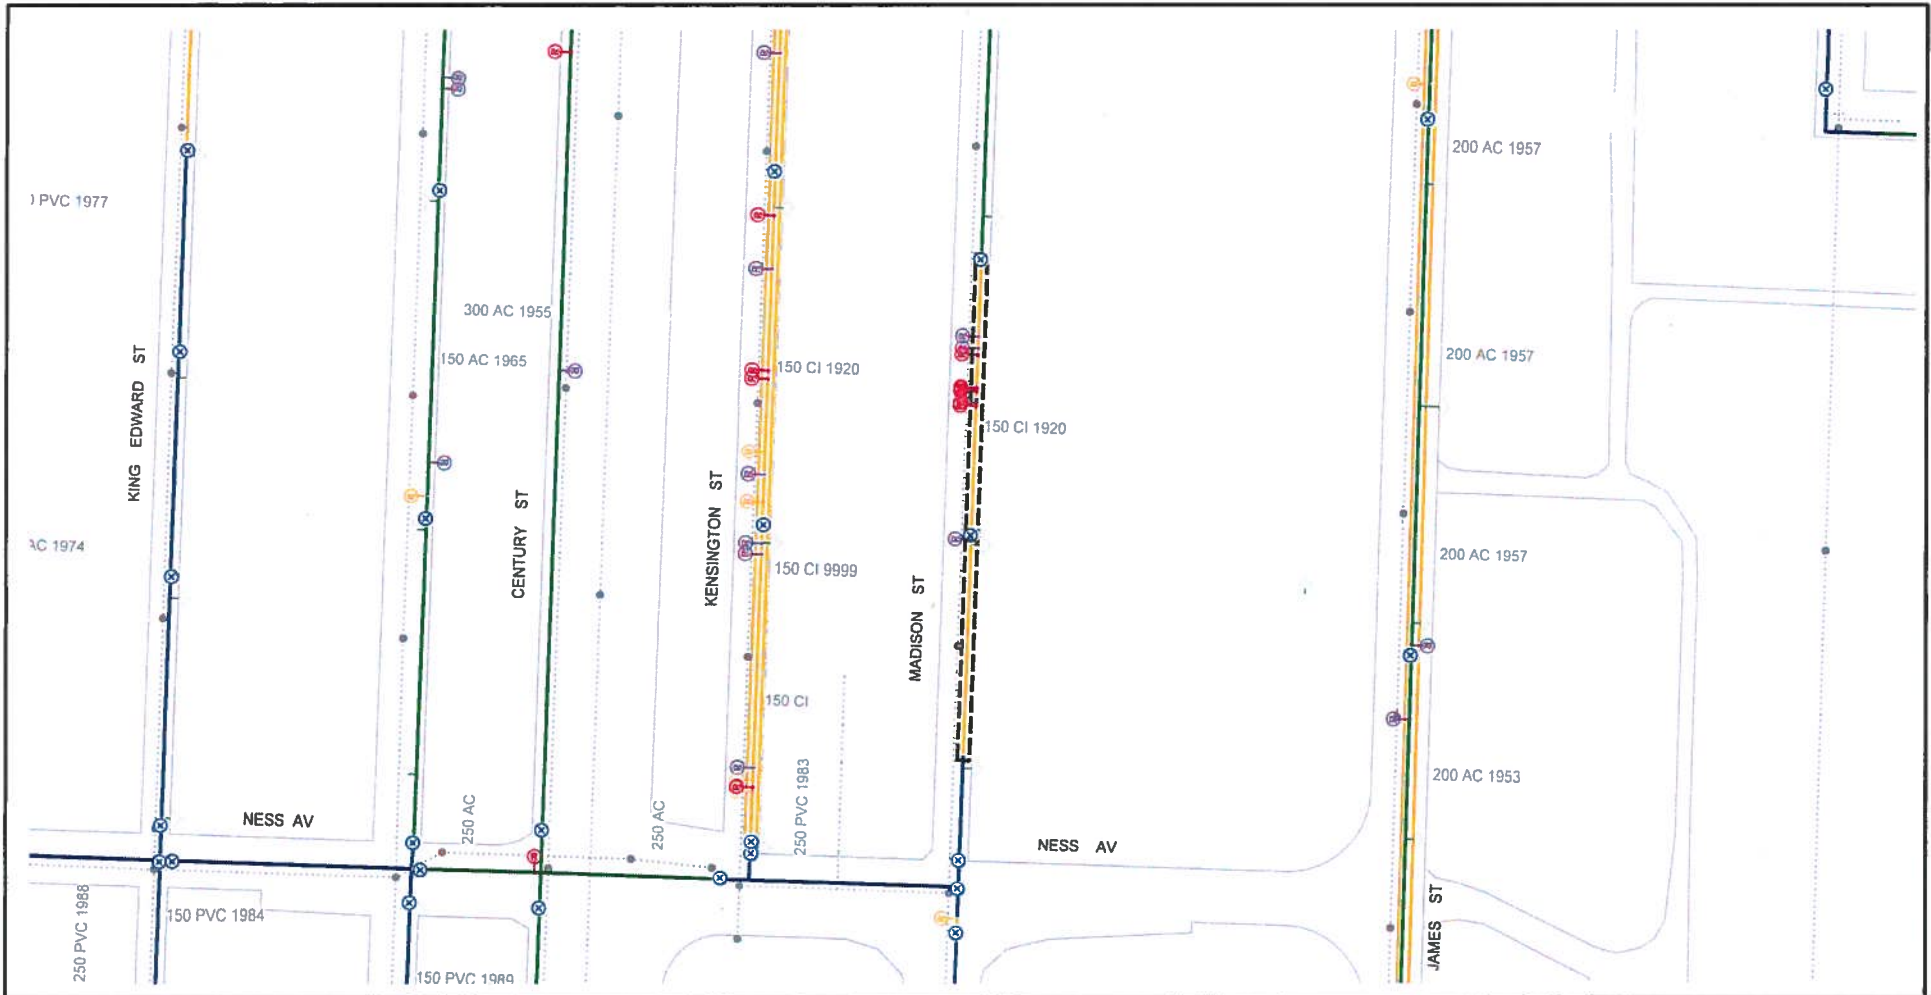 200 AC 1957
) PVC 1977
300 AC 1955
KING EDWARD ST
150 AC 1965
200 AC 1957
150 CI 1920
150 CI 1920
CENTURY ST
KENSINGTON ST
AC 1974
200 AC 1957
150 CI 9999
MADISON ST
150 CI
200 AC 1953
250 PVC 1983
NESS AV
250 AC
250 AC
NESS AV
250 PVC 1988
150 PVC 1984
JAMES ST
150 PVC 1989